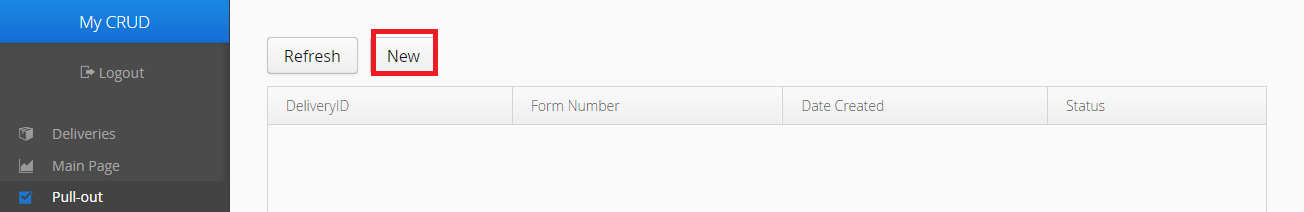 My CRUD
Logout
Deliveries
Main Page
Pull-out
Refresh New
DeliveryID Form Number Date Created Status